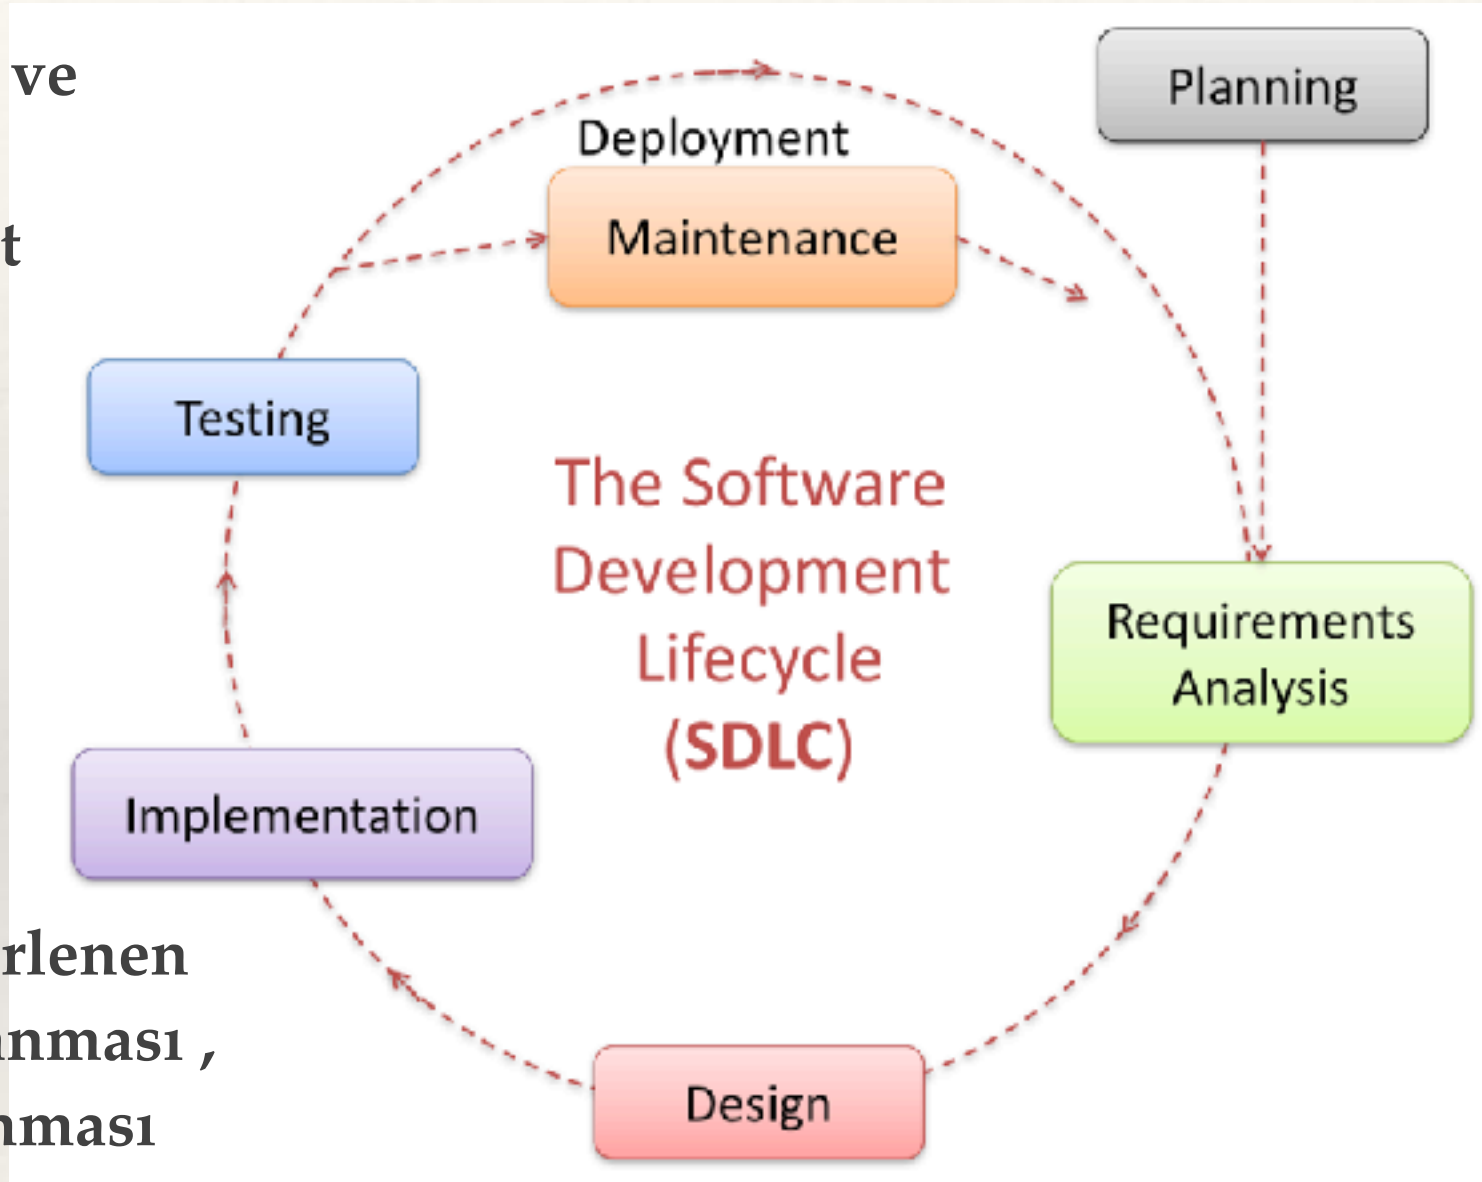 ve
t
Planning
Deployment
Maintenance
Testing
The Software
Development
Lifecycle
(SDLC)
Requirements
Analysis
Implementation
rlenen
nması ,
nması
Design